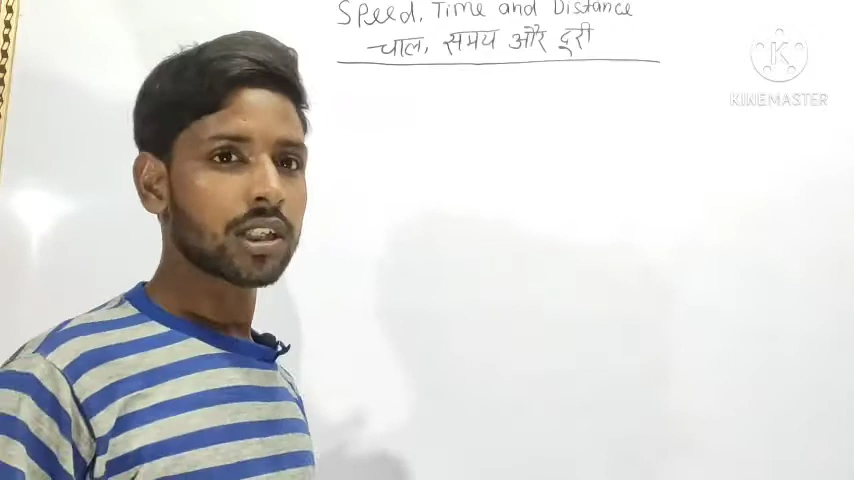 Speed, Time and Distance
चाल, समय और दूरी
K
KINEMASTER